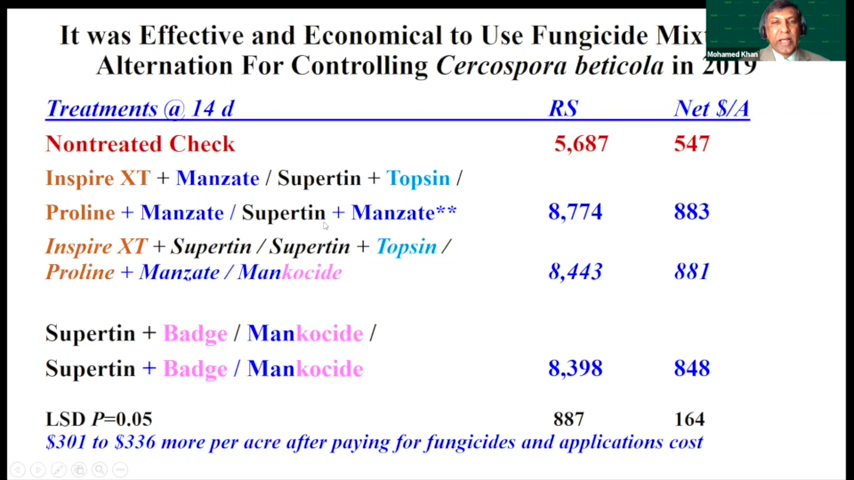 It was Effective and Economical to Use Fungicide
Mohamed Khan
Alternation For Controlling Cercospora beticola in 2019
Treatments @ 14 d RS Net $/A
Nontreated Check 5,687 547
Inspire XT + Manzate / Supertin + Topsin /
Proline + Manzate / Supertin + Manzate** 8,774 883
Inspire XT + Supertin / Supertin + Topsin /
Proline + Manzate / Mankocide 8,443 881
Supertin + Badge / Mankocide /
Supertin + Badge / Mankocide 8,398 848
LSD P=0.05 887 164
$301 to $336 more per acre after paying for fungicides and applications cost